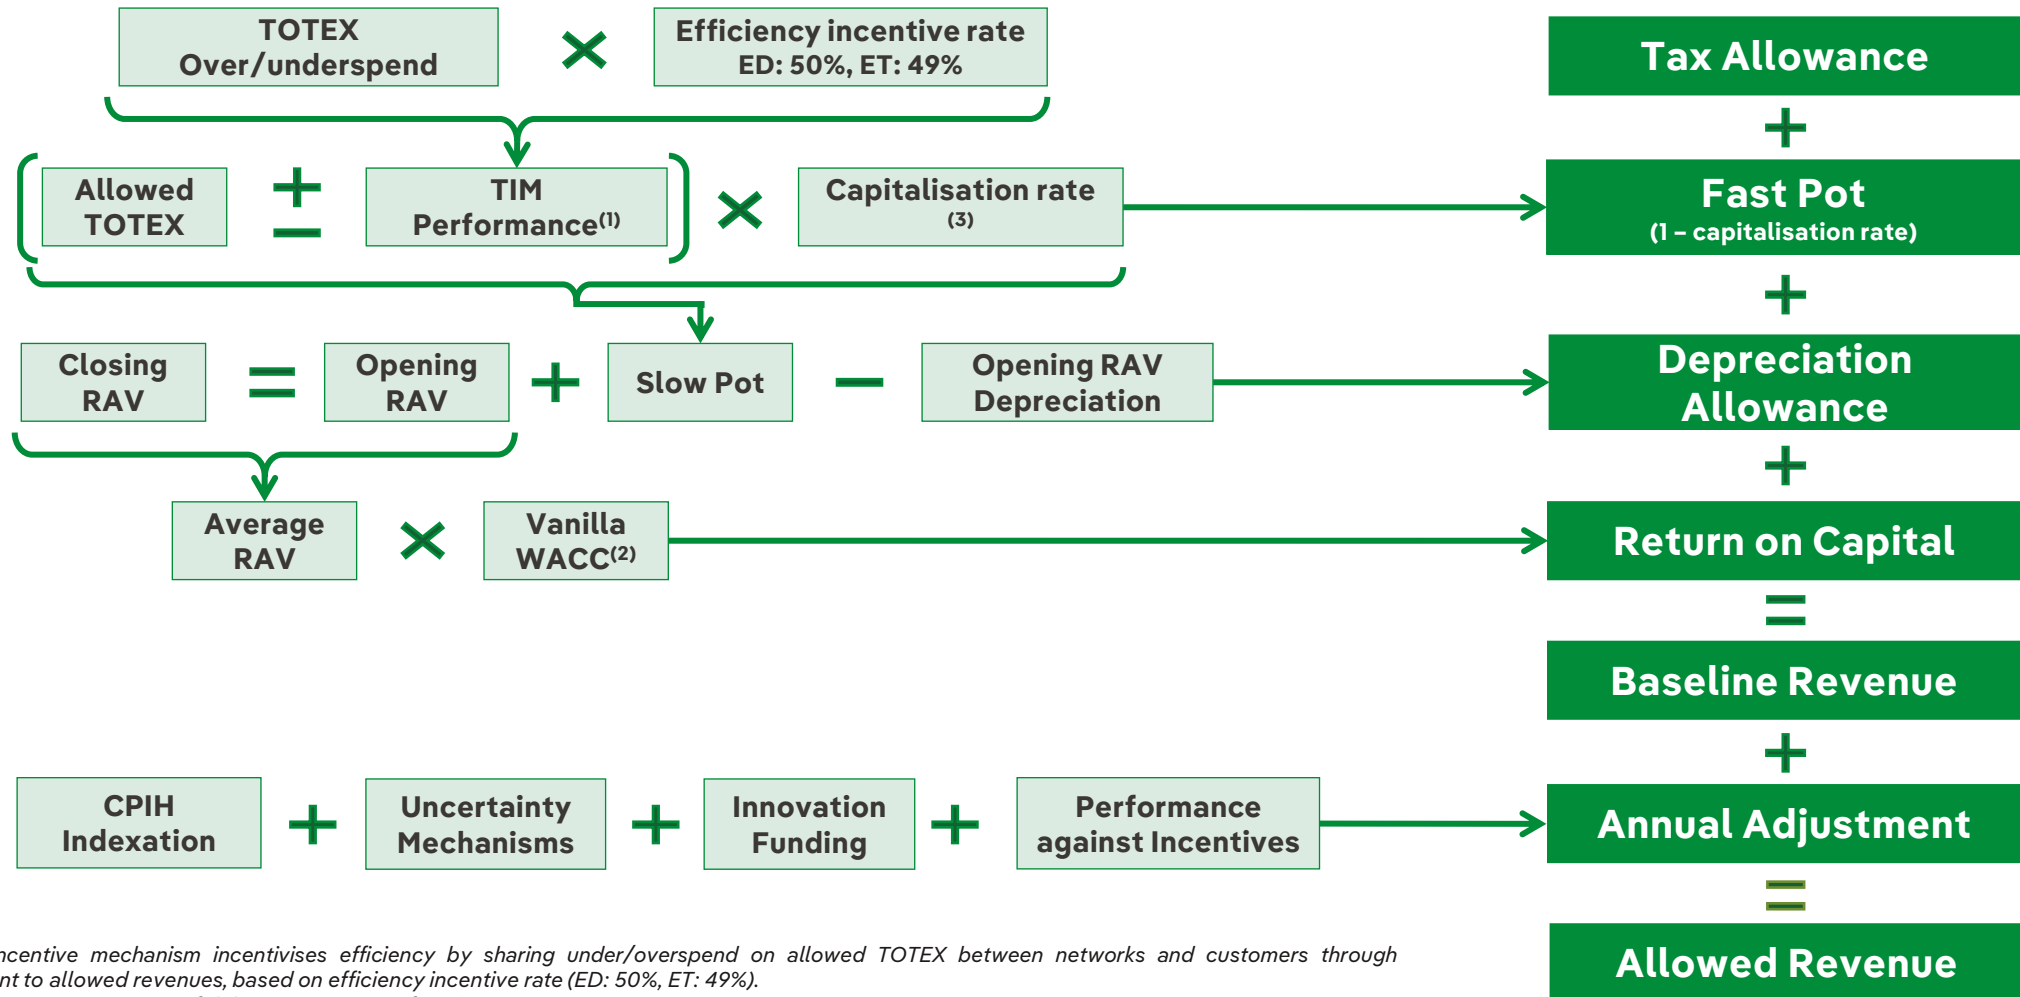 TOTEX
Over/underspend
×
Efficiency incentive rate
ED: 50%, ET: 49%
Tax Allowance
+
Allowed
TOTEX
±
TIM
Performance(1)
×
Capitalisation rate
(3)
Fast Pot
(1 – capitalisation rate)
+
Closing
RAV
=
Opening
RAV
+
Slow Pot
–
Opening RAV
Depreciation
Depreciation
Allowance
+
Average
RAV
×
Vanilla
WACC(2)
Return on Capital
=
Baseline Revenue
+
CPIH
Indexation
+
Uncertainty
Mechanisms
+
Innovation
Funding
+
Performance
against Incentives
Annual Adjustment
=
Allowed Revenue
ncentive mechanism incentivises efficiency by sharing under/overspend on allowed TOTEX between networks and customers through
nt to allowed revenues, based on efficiency incentive rate (ED: 50%, ET: 49%).